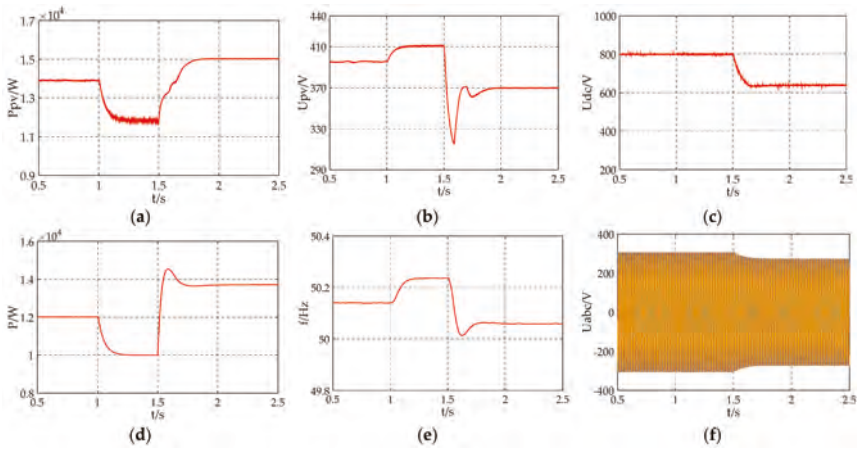 ×10⁴
Ppv/W
1.7
1.5
1.3
1.1
0.9
0.5 1 1.5 2 2.5
t/s
(a)
Upv/V
450
410
370
330
290
0.5 1 1.5 2 2.5
t/s
(b)
Udc/V
1000
800
600
400
200
0.5 1 1.5 2 2.5
t/s
(c)
×10⁴
P/W
1.6
1.4
1.2
1
0.8
0.5 1 1.5 2 2.5
t/s
(d)
f/Hz
50.4
50.2
50
49.8
0.5 1 1.5 2 2.5
t/s
(e)
Uabc/V
400
200
0
-200
-400
0.5 1 1.5 2 2.5
t/s
(f)